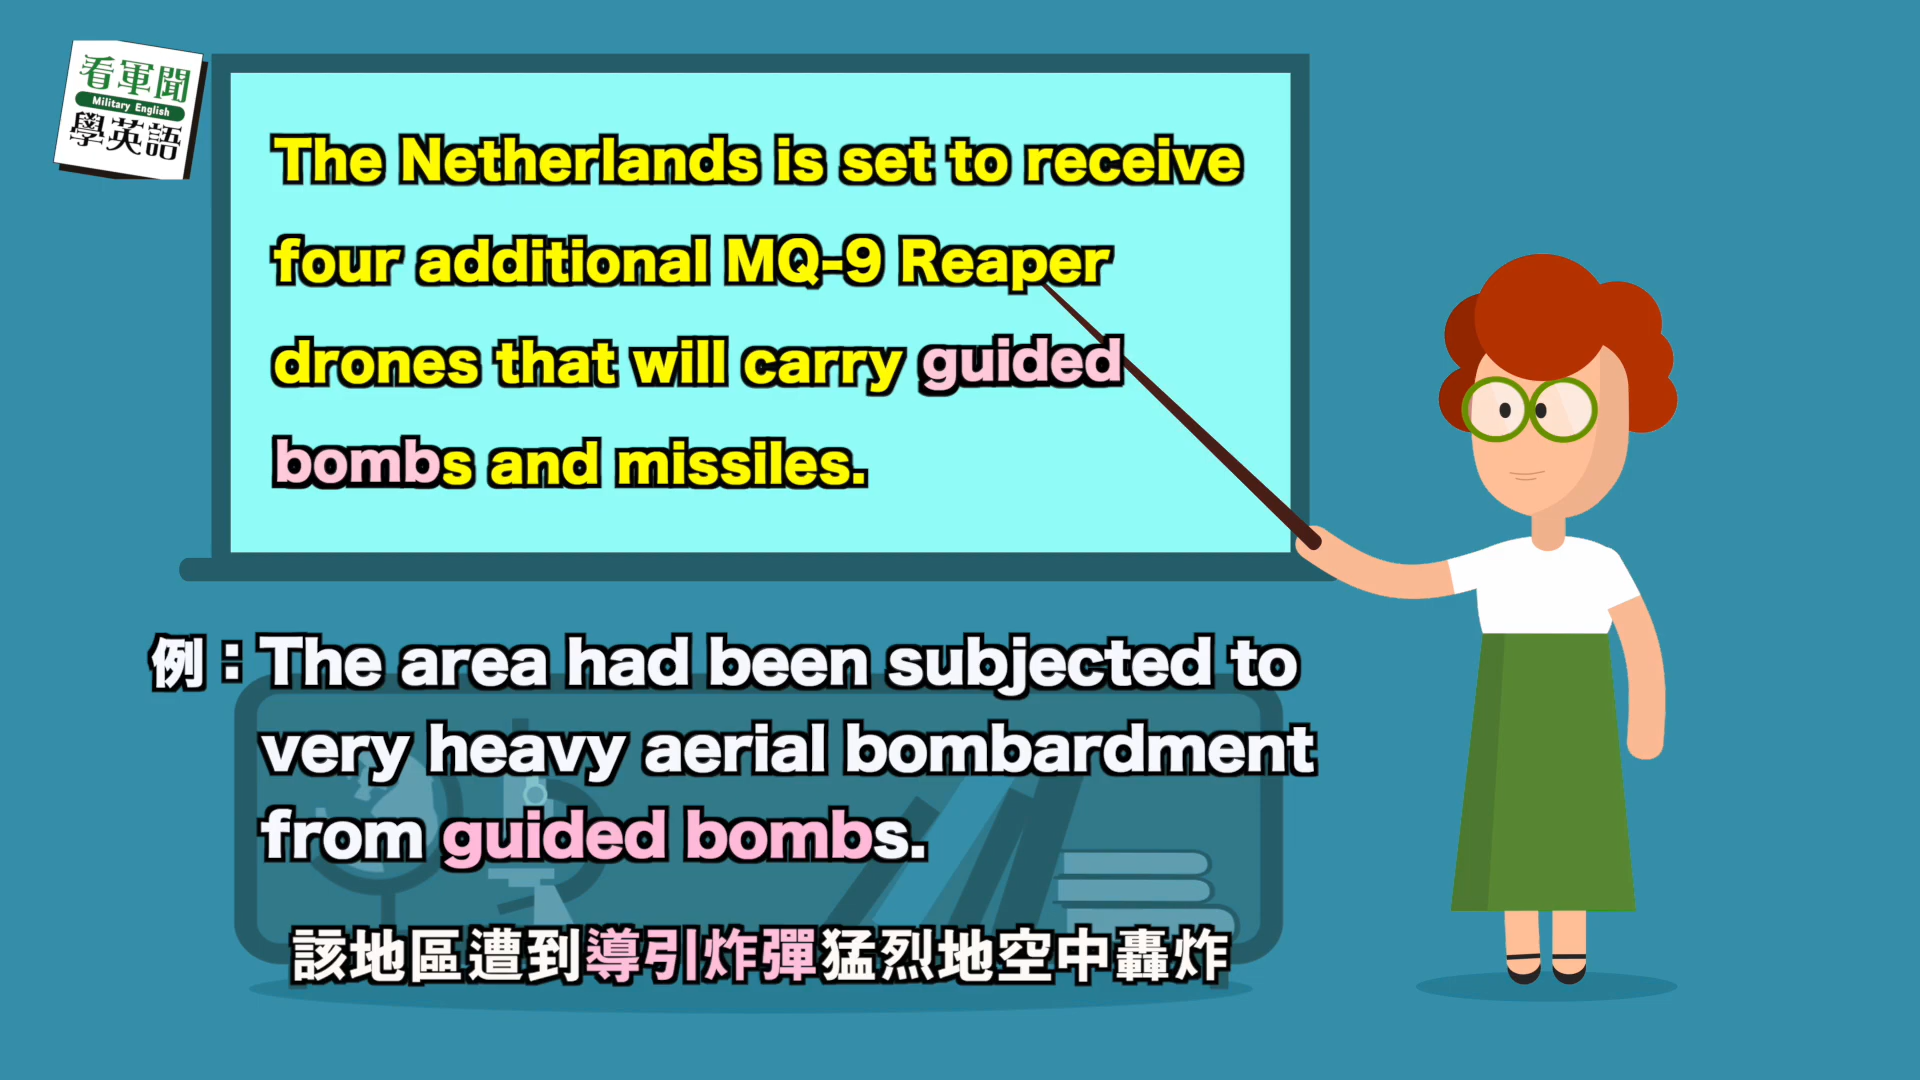 看軍聞
Military English
學英語
The Netherlands is set to receive
four additional MQ-9 Reaper
drones that will carry guided
bombs and missiles.
例：The area had been subjected to
very heavy aerial bombardment
from guided bombs.
該地區遭到導引炸彈猛烈地空中轟炸